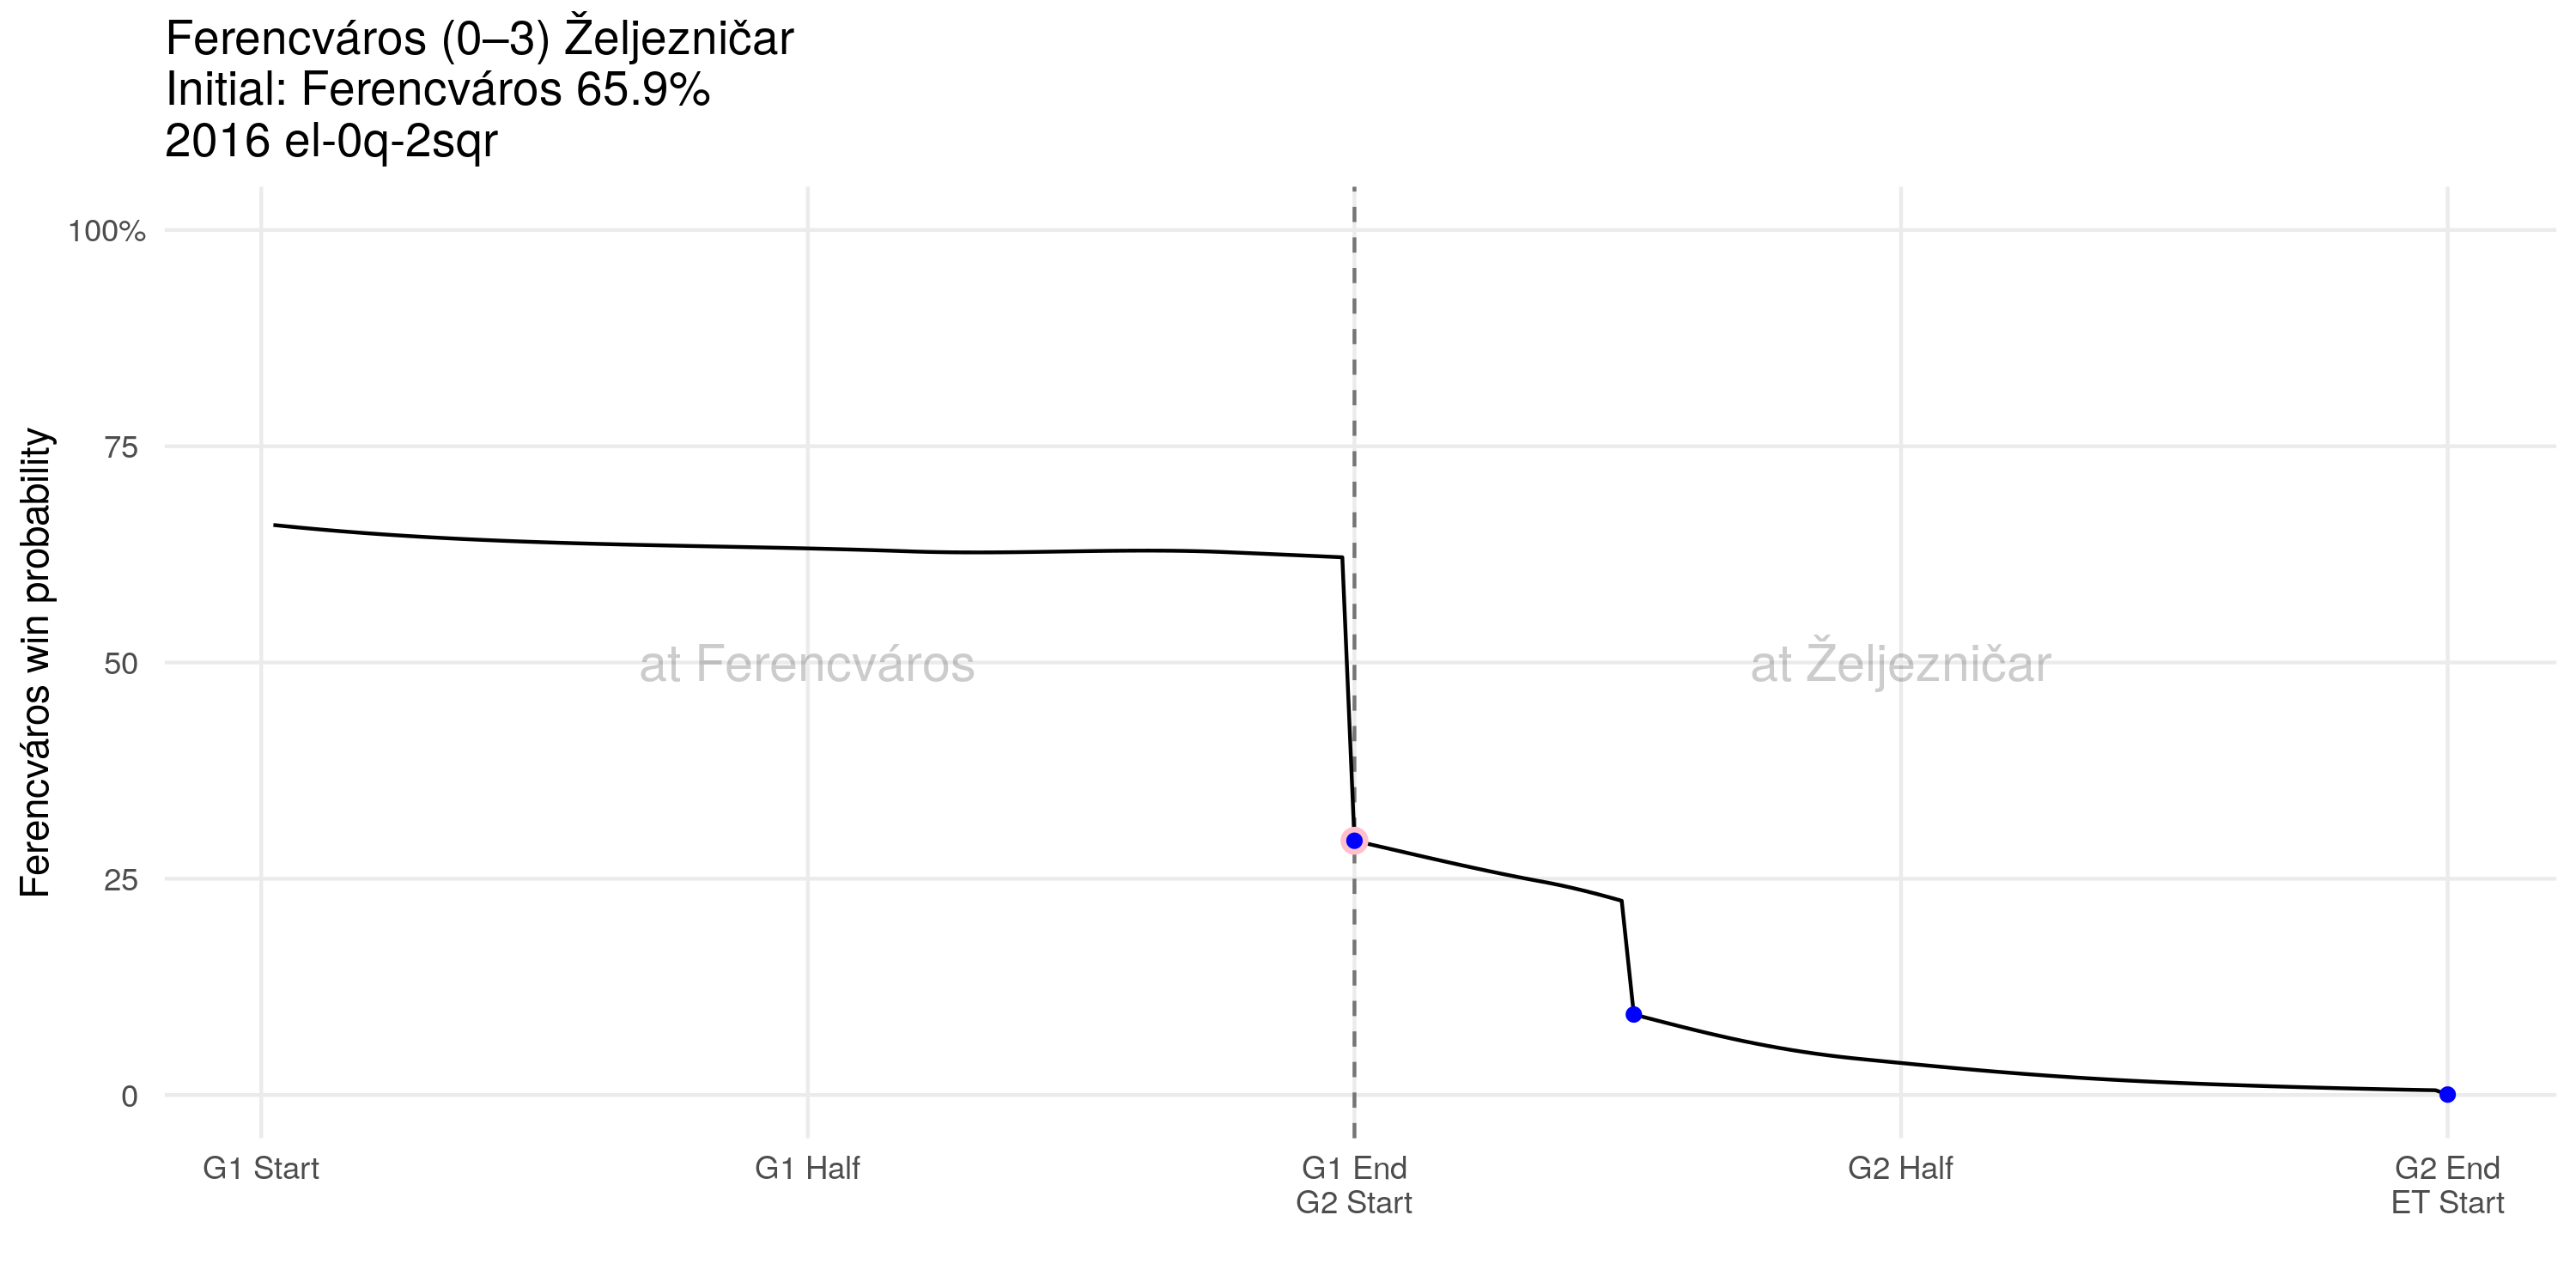 Ferencváros (0–3) Željezničar
Initial: Ferencváros 65.9%
2016 el-0q-2sqr
Ferencváros win probability
100%
75
50
25
0
at Ferencváros
at Željezničar
G1 Start
G1 Half
G1 End
G2 Start
G2 Half
G2 End
ET Start